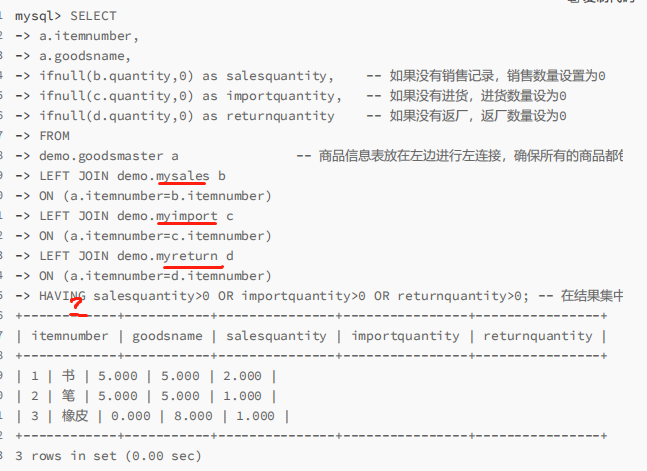 mysql> SELECT
-> a.itemnumber,
-> a.goodsname,
-> ifnull(b.quantity,0) as salesquantity, -- 如果没有销售记录，销售数量设置为0
-> ifnull(c.quantity,0) as importquantity, -- 如果没有进货，进货数量设为0
-> ifnull(d.quantity,0) as returnquantity -- 如果没有返厂，返厂数量设为0
-> FROM
-> demo.goodsmaster a -- 商品信息表放在左边进行左连接，确保所有的商品都
-> LEFT JOIN demo.mysales b
-> ON (a.itemnumber=b.itemnumber)
-> LEFT JOIN demo.myimport c
-> ON (a.itemnumber=c.itemnumber)
-> LEFT JOIN demo.myreturn d
-> ON (a.itemnumber=d.itemnumber)
-> HAVING salesquantity>0 OR importquantity>0 OR returnquantity>0; -- 在结果集中
?
+------------+-----------+---------------+----------------+----------------+
| itemnumber | goodsname | salesquantity | importquantity | returnquantity |
+------------+-----------+---------------+----------------+----------------+
| 1 | 书 | 5.000 | 5.000 | 2.000 |
| 2 | 笔 | 5.000 | 5.000 | 1.000 |
| 3 | 橡皮 | 0.000 | 8.000 | 1.000 |
+------------+-----------+---------------+----------------+----------------+
3 rows in set (0.00 sec)